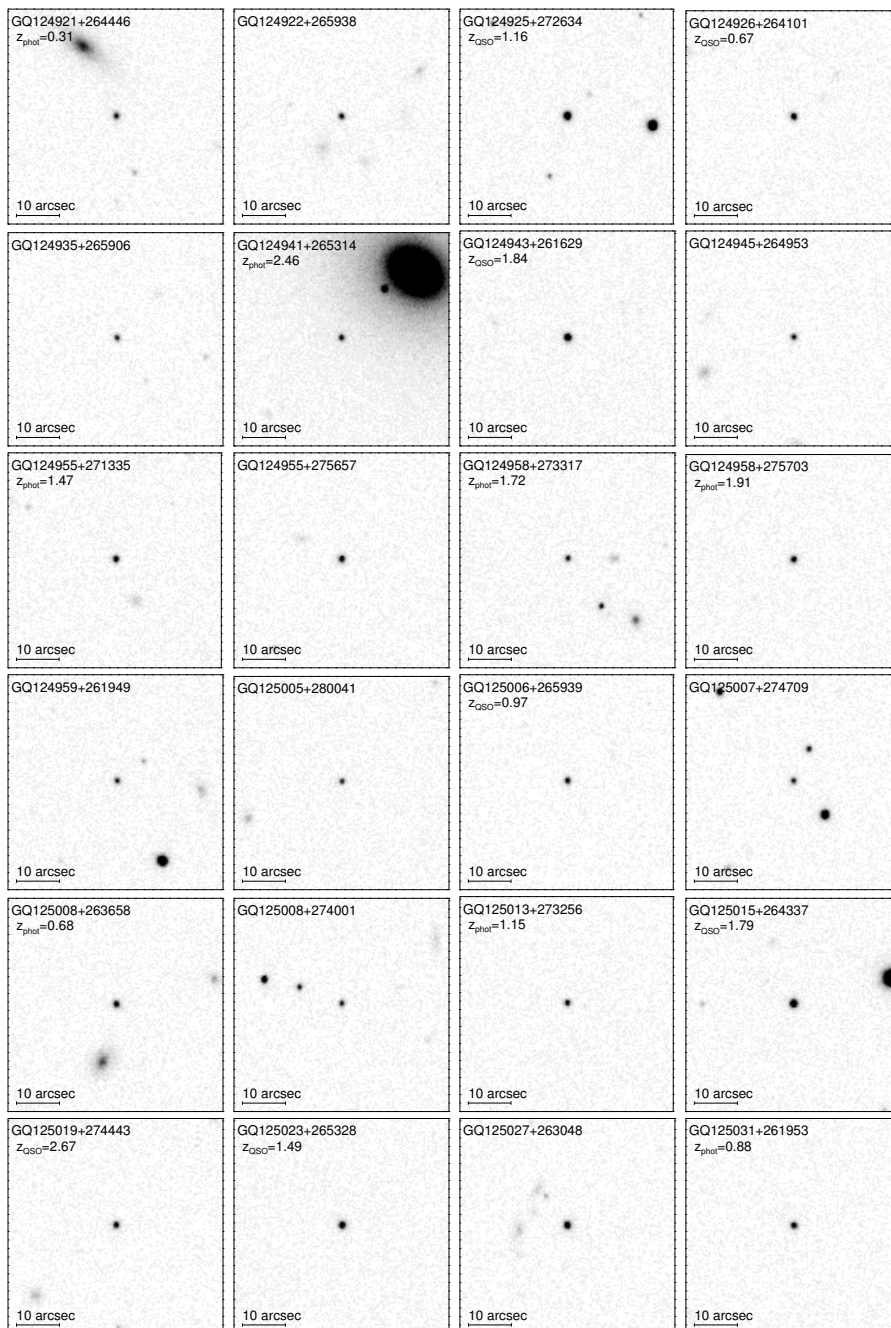 GQ124921+264446
zphot=0.31
10 arcsec
GQ124922+265938
10 arcsec
GQ124925+272634
zQSO=1.16
10 arcsec
GQ124926+264101
zQSO=0.67
10 arcsec
GQ124935+265906
10 arcsec
GQ124941+265314
zphot=2.46
10 arcsec
GQ124943+261629
zQSO=1.84
10 arcsec
GQ124945+264953
10 arcsec
GQ124955+271335
zphot=1.47
10 arcsec
GQ124955+275657
10 arcsec
GQ124958+273317
zphot=1.72
10 arcsec
GQ124958+275703
zphot=1.91
10 arcsec
GQ124959+261949
10 arcsec
GQ125005+280041
10 arcsec
GQ125006+265939
zQSO=0.97
10 arcsec
GQ125007+274709
10 arcsec
GQ125008+263658
zphot=0.68
10 arcsec
GQ125008+274001
10 arcsec
GQ125013+273256
zphot=1.15
10 arcsec
GQ125015+264337
zQSO=1.79
10 arcsec
GQ125019+274443
zQSO=2.67
10 arcsec
GQ125023+265328
zQSO=1.49
10 arcsec
GQ125027+263048
10 arcsec
GQ125031+261953
zphot=0.88
10 arcsec